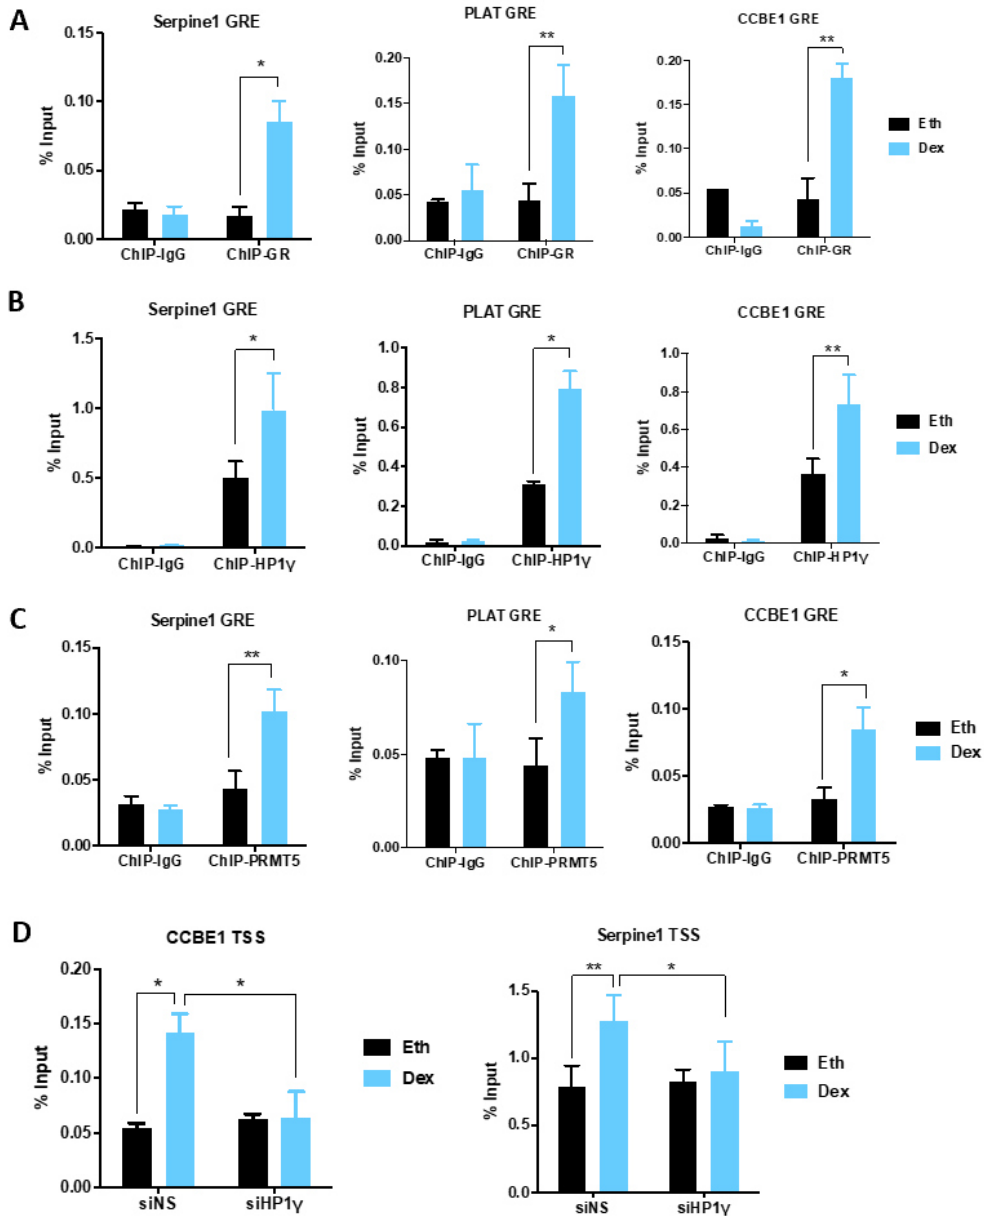 A
Serpine1 GRE
PLAT GRE
CCBE1 GRE
% Input
0.15
0.10
0.05
0.00
*
ChIP-IgG
ChIP-GR
% Input
0.20
0.15
0.10
0.05
0.00
**
ChIP-IgG
ChIP-GR
% Input
0.20
0.15
0.10
0.05
0.00
**
ChIP-IgG
ChIP-GR
Eth
Dex
B
Serpine1 GRE
PLAT GRE
CCBE1 GRE
% Input
1.5
1.0
0.5
0.0
*
ChIP-IgG
ChIP-HP1γ
% Input
1.0
0.8
0.6
0.4
0.2
0.0
*
ChIP-IgG
ChIP-HP1γ
% Input
1.0
0.8
0.6
0.4
0.2
0.0
**
ChIP-IgG
ChIP-HP1γ
Eth
Dex
C
Serpine1 GRE
PLAT GRE
CCBE1 GRE
% Input
0.15
0.10
0.05
0.00
**
ChIP-IgG
ChIP-PRMT5
% Input
0.10
0.05
0.00
*
ChIP-IgG
ChIP-PRMT5
% Input
0.15
0.10
0.05
0.00
*
ChIP-IgG
ChIP-PRMT5
Eth
Dex
D
CCBE1 TSS
% Input
0.20
0.15
0.10
0.05
0.00
*
*
siNS
siHP1γ
Eth
Dex
Serpine1 TSS
% Input
1.5
1.0
0.5
0.0
**
*
siNS
siHP1γ
Eth
Dex